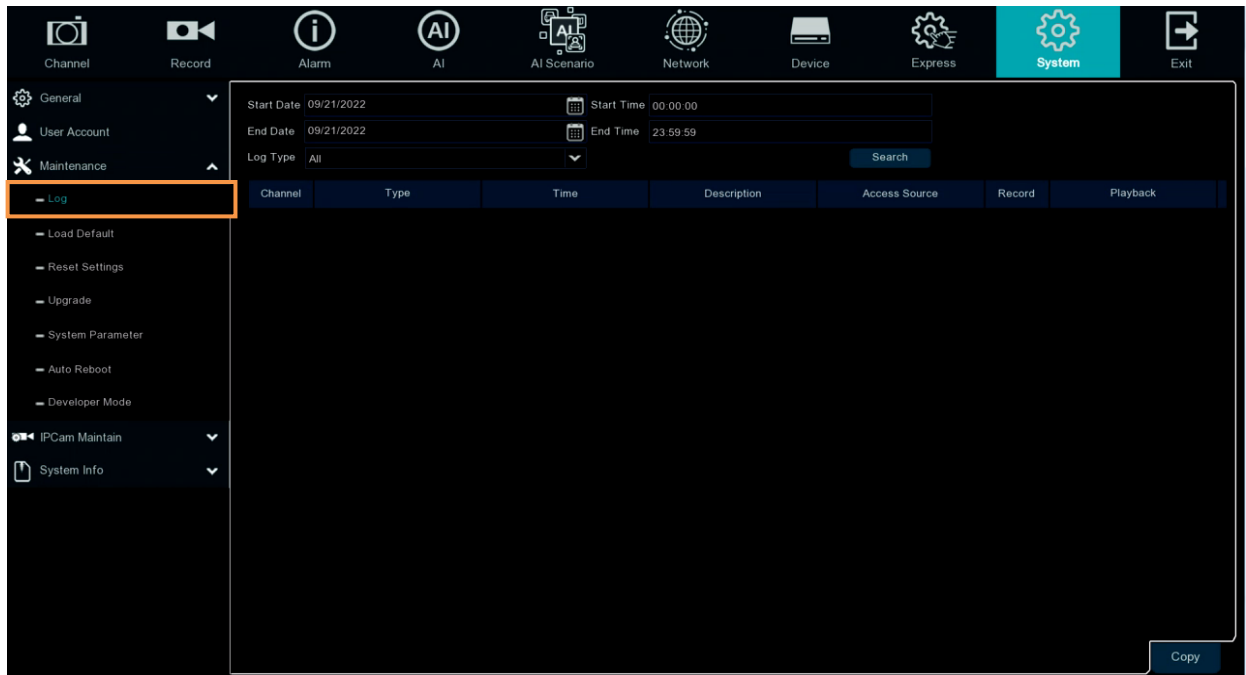 Channel Record Alarm AI AI Scenario Network Device Express System Exit
AI
AI
General
User Account
Maintenance
Log
Load Default
Reset Settings
Upgrade
System Parameter
Auto Reboot
Developer Mode
IPCam Maintain
System Info
Start Date 09/21/2022 Start Time 00:00:00
End Date 09/21/2022 End Time 23:59:59
Log Type All Search
Channel Type Time Description Access Source Record Playback
Copy